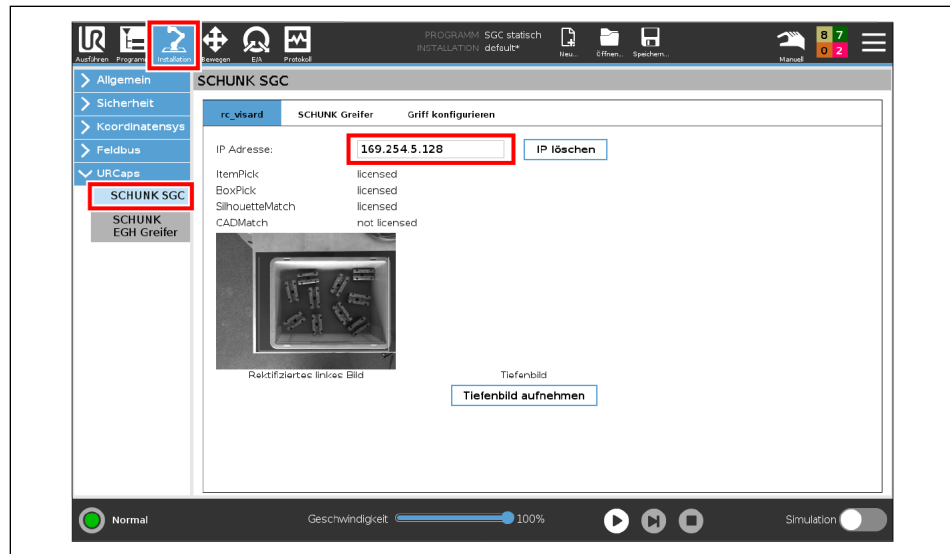 UR
PROGRAMM SGC statisch
INSTALLATION default*
Ausführen Programm Installation Bewegen E/A Protokoll Neu... Öffnen... Speichern... Manuell
8 7
0 2
Allgemein
Sicherheit
Koordinatensys
Feldbus
URCaps
SCHUNK SGC
SCHUNK
EGH Greifer
SCHUNK SGC
rc_visard SCHUNK Greifer Griff konfigurieren
IP Adresse: 169.254.5.128 IP löschen
ItemPick licensed
BoxPick licensed
SilhouetteMatch licensed
CADMatch not licensed
Rektifiziertes linkes Bild Tiefenbild
Tiefenbild aufnehmen
Normal Geschwindigkeit 100% Simulation